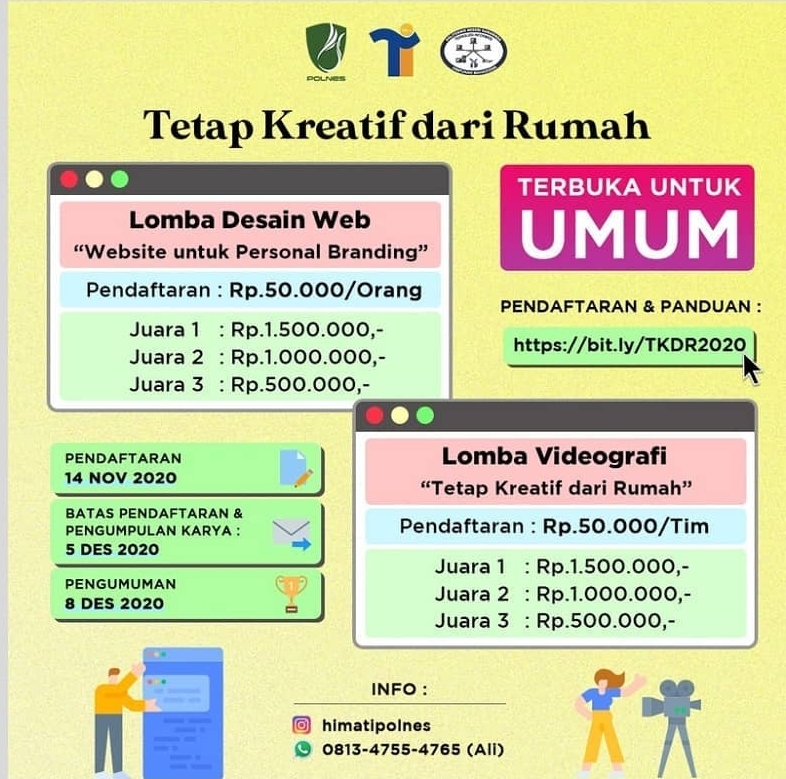 POLNES
Tetap Kreatif dari Rumah
Lomba Desain Web
“Website untuk Personal Branding”
Pendaftaran : Rp.50.000/Orang
Juara 1 : Rp.1.500.000,-
Juara 2 : Rp.1.000.000,-
Juara 3 : Rp.500.000,-
TERBUKA UNTUK
UMUM
PENDAFTARAN & PANDUAN :
https://bit.ly/TKDR2020
PENDAFTARAN
14 NOV 2020
BATAS PENDAFTARAN &
PENGUMPULAN KARYA :
5 DES 2020
PENGUMUMAN
8 DES 2020
Lomba Videografi
“Tetap Kreatif dari Rumah”
Pendaftaran : Rp.50.000/Tim
Juara 1 : Rp.1.500.000,-
Juara 2 : Rp.1.000.000,-
Juara 3 : Rp.500.000,-
INFO :
himatipolnes
0813-4755-4765 (Ali)